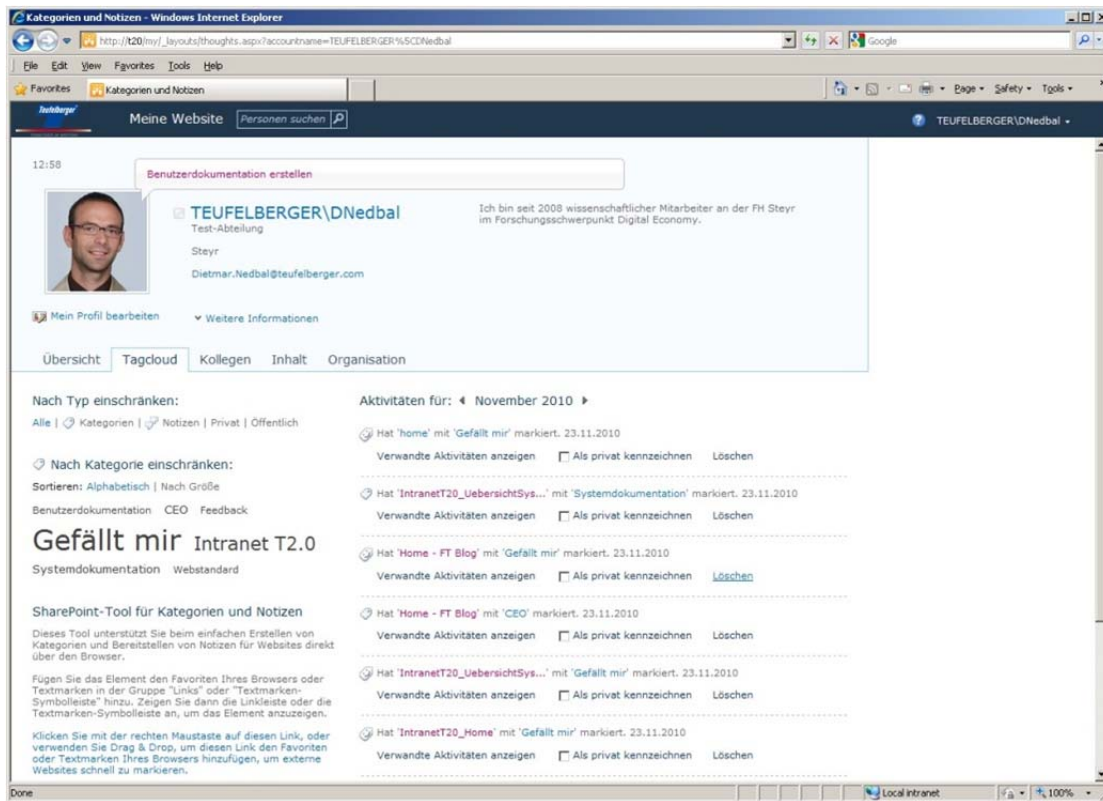 Kategorien und Notizen - Windows Internet Explorer
http://t20/my/_layouts/thoughts.aspx?accountname=TEUFELBERGER%5CDNedbal
Google
File Edit View Favorites Tools Help
Favorites Kategorien und Notizen Page Safety Tools
Teufelberger Meine Website Personen suchen TEUFELBERGER\DNedbal
12:58
Benutzerdokumentation erstellen
TEUFELBERGER\DNedbal
Test-Abteilung
Steyr
Dietmar.Nedbal@teufelberger.com
Ich bin seit 2008 wissenschaftlicher Mitarbeiter an der FH Steyr
im Forschungsschwerpunkt Digital Economy.
Mein Profil bearbeiten Weitere Informationen
Übersicht Tagcloud Kollegen Inhalt Organisation
Nach Typ einschränken:
Alle | Kategorien | Notizen | Privat | Öffentlich
Nach Kategorie einschränken:
Sortieren: Alphabetisch | Nach Größe
Benutzerdokumentation CEO Feedback
Gefällt mir Intranet T2.0
Systemdokumentation Webstandard
SharePoint-Tool für Kategorien und Notizen
Dieses Tool unterstützt Sie beim einfachen Erstellen von
Kategorien und Bereitstellen von Notizen für Websites direkt
über den Browser.
Fügen Sie das Element den Favoriten Ihres Browsers oder
Textmarken in der Gruppe "Links" oder "Textmarken-
Symbolleiste" hinzu. Zeigen Sie dann die Linkleiste oder die
Textmarken-Symbolleiste an, um das Element anzuzeigen.
Klicken Sie mit der rechten Maustaste auf diesen Link, oder
verwenden Sie Drag & Drop, um diesen Link den Favoriten
oder Textmarken Ihres Browsers hinzufügen, um externe
Websites schnell zu markieren.
Aktivitäten für: November 2010
Hat 'home' mit 'Gefällt mir' markiert. 23.11.2010
Verwandte Aktivitäten anzeigen Als privat kennzeichnen Löschen
Hat 'IntranetT20_UebersichtSys...' mit 'Systemdokumentation' markiert. 23.11.2010
Verwandte Aktivitäten anzeigen Als privat kennzeichnen Löschen
Hat 'Home - FT Blog' mit 'Gefällt mir' markiert. 23.11.2010
Verwandte Aktivitäten anzeigen Als privat kennzeichnen Löschen
Hat 'Home - FT Blog' mit 'CEO' markiert. 23.11.2010
Verwandte Aktivitäten anzeigen Als privat kennzeichnen Löschen
Hat 'IntranetT20_UebersichtSys...' mit 'Gefällt mir' markiert. 23.11.2010
Verwandte Aktivitäten anzeigen Als privat kennzeichnen Löschen
Hat 'IntranetT20_Home' mit 'Gefällt mir' markiert. 23.11.2010
Verwandte Aktivitäten anzeigen Als privat kennzeichnen Löschen
Done Local intranet 100%